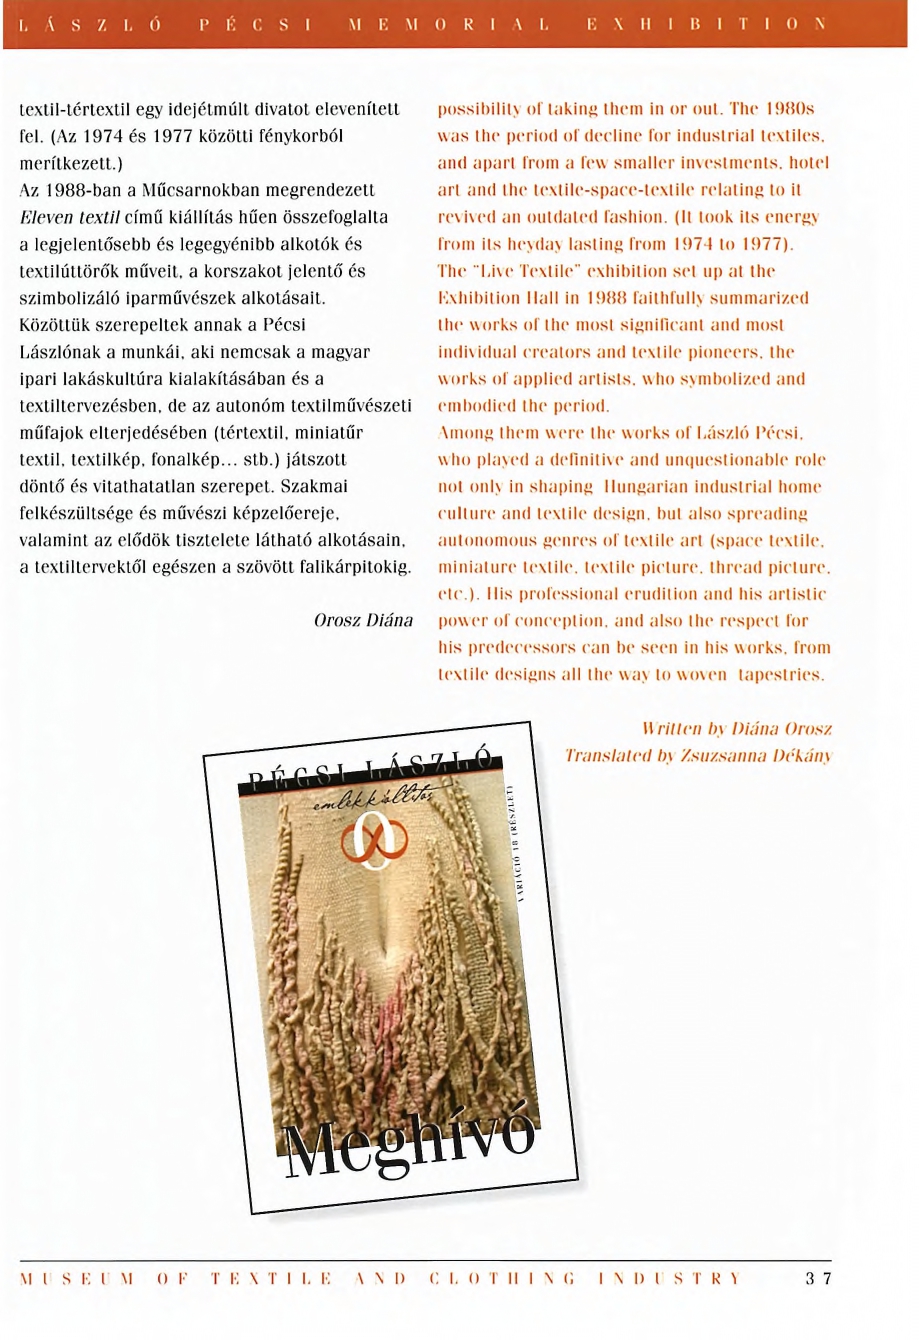 LÁSZLÓ PÉCSI MEMORIAL EXHIBITION
textil-tértextil egy idejétmúlt divatot elevenített
fel. (Az 1974 és 1977 közötti fénykorból
merítkezett.)
Az 1988-ban a Műcsarnokban megrendezett
Eleven textil című kiállítás hűen összefoglalta
a legjelentősebb és legegyénibb alkotók és
textilúttörők műveit, a korszakot jelentő és
szimbolizáló iparművészek alkotásait.
Közöttük szerepeltek annak a Pécsi
Lászlónak a munkái, aki nemcsak a magyar
ipari lakáskultúra kialakításában és a
textiltervezésben, de az autonóm textilművészeti
műfajok elterjedésében (tértextil, miniatűr
textil, textilkép, fonalkép... stb.) játszott
döntő és vitathatatlan szerepet. Szakmai
felkészültsége és művészi képzelőereje,
valamint az elődök tisztelete látható alkotásain,
a textiltervektől egészen a szövött falikárpitokig.
Orosz Diána
possibility of taking them in or out. The 1980s
was the period of decline for industrial textiles,
and apart from a few smaller investments, hotel
art and the textile-space-textile relating to it
revived an outdated fashion. (It took its energy
from its heyday lasting from 1974 to 1977).
The "Live Textile" exhibition set up at the
Exhibition Hall in 1988 faithfully summarized
the works of the most significant and most
individual creators and textile pioneers, the
works of applied artists, who symbolized and
embodied the period.
Among them were the works of László Pécsi,
who played a definitive and unquestionable role
not only in shaping Hungarian industrial home
culture and textile design, but also spreading
autonomous genres of textile art (space textile,
miniature textile, textile picture, thread picture,
etc.). His professional erudition and his artistic
power of conception, and also the respect for
his predecessors can be seen in his works, from
textile designs all the way to woven tapestries.
Written by Diána Orosz
Translated by Zsuzsanna Dékány
PÉCSI LÁSZLÓ
emlékkiállítás
VARIÁCIÓ 18 (RÉSZLET)
Meghívó
MUSEUM OF TEXTILE AND CLOTHING INDUSTRY 37